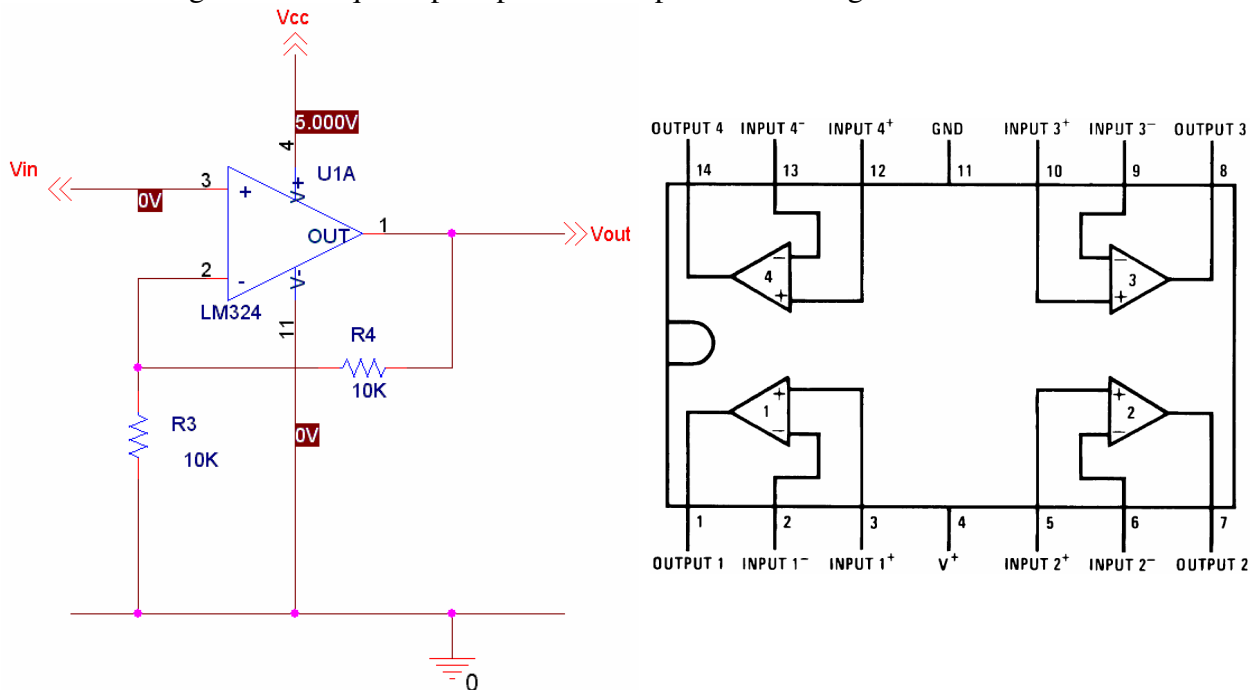 Vcc
5.000V
4
Vin
3
+
V+
U1A
0V
OUT
1
Vout
2
-
V-
LM324
11
R4
10K
R3
10K
0V
0
OUTPUT 4 INPUT 4- INPUT 4+ GND INPUT 3+ INPUT 3- OUTPUT 3
14 13 12 11 10 9 8
4 - +
3 - +
1 + -
2 + -
1 2 3 4 5 6 7
OUTPUT 1 INPUT 1- INPUT 1+ V+ INPUT 2+ INPUT 2- OUTPUT 2